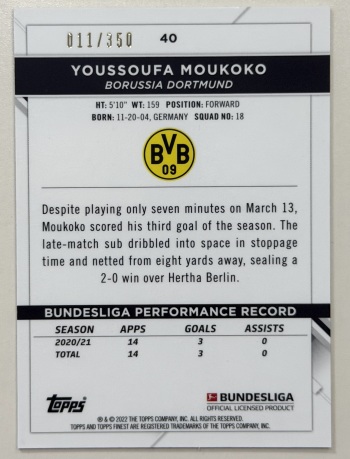 011/350
40
YOUSSOUFA MOUKOKO
BORUSSIA DORTMUND
HT: 5'10" WT: 159 POSITION: FORWARD
BORN: 11-20-04, GERMANY SQUAD NO: 18
BVB
09
Despite playing only seven minutes on March 13,
Moukoko scored his third goal of the season. The
late-match sub dribbled into space in stoppage
time and netted from eight yards away, sealing a
2-0 win over Hertha Berlin.
BUNDESLIGA PERFORMANCE RECORD
SEASON APPS GOALS ASSISTS
2020/21 14 3 0
TOTAL 14 3 0
Topps
BUNDESLIGA
OFFICIAL LICENSED PRODUCT
® & © 2022 THE TOPPS COMPANY, INC. ALL RIGHTS RESERVED.
TOPPS AND TOPPS FINEST ARE REGISTERED TRADEMARKS OF THE TOPPS COMPANY, INC.